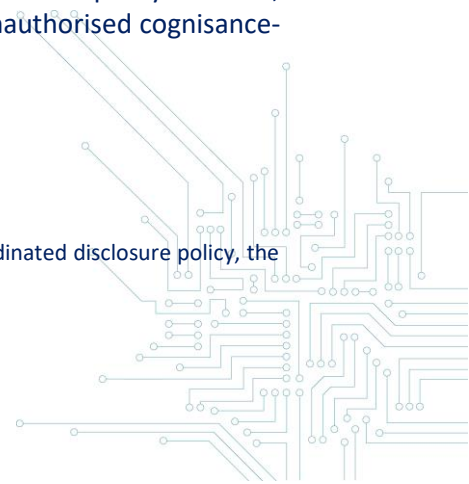 nauthorised cognisance-
dinated disclosure policy, the